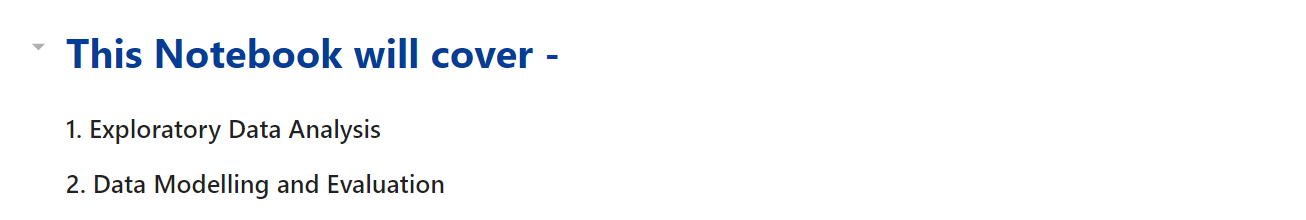 This Notebook will cover -
1. Exploratory Data Analysis
2. Data Modelling and Evaluation